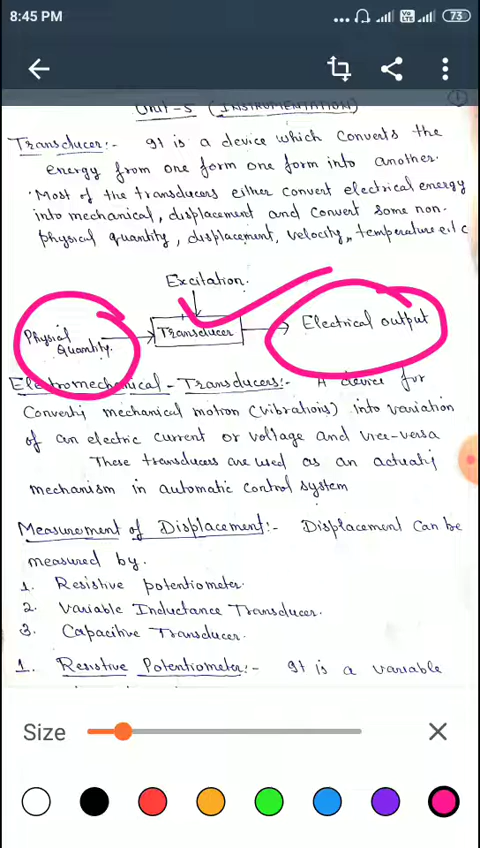 8:45 PM
73
Unit-5 (INSTRUMENTATION)
1
Transducer:- It is a device which converts the
energy from one form one form into another.
Most of the transducers either convert electrical energy
into mechanical, displacement and convert some non-
physical quantity, displacement, velocity, temperature etc
Excitation.
Physical
Quantity.
Transducer
Electrical output
Electromechanical-Transducers:- A device for
Converting mechanical motion (vibrations) into variation
of an electric current or voltage and vice-versa
These transducers are used as an actuating
mechanism in automatic control system
Measurement of Displacement:- Displacement can be
measured by.
1. Resistive potentiometer.
2. Variable Inductance Transducer.
3. Capacitive Transducer.
1. Resistive Potentiometer:- It is a variable
Size